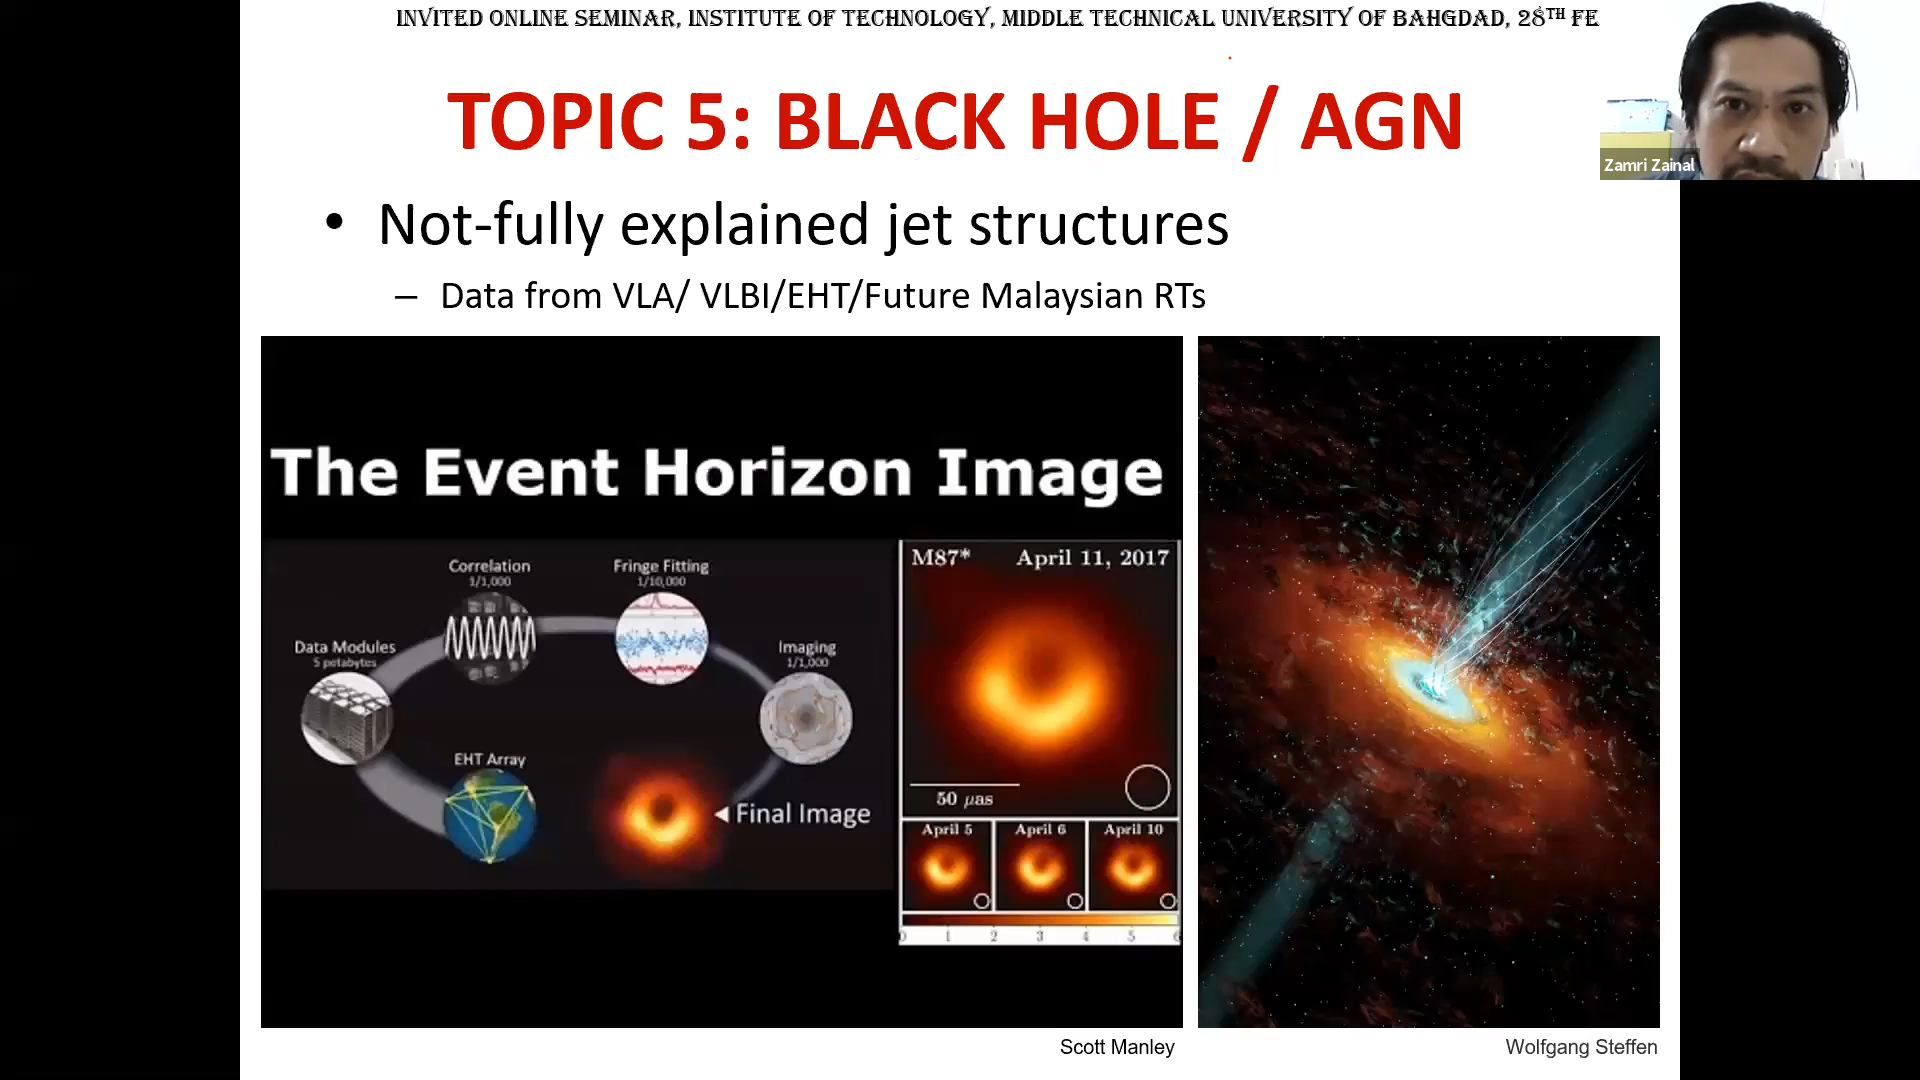 INVITED ONLINE SEMINAR, INSTITUTE OF TECHNOLOGY, MIDDLE TECHNICAL UNIVERSITY OF BAHGDAD, 28TH FE
Zamri Zainal
TOPIC 5: BLACK HOLE / AGN
• Not-fully explained jet structures
– Data from VLA/ VLBI/EHT/Future Malaysian RTs
The Event Horizon Image
Correlation
1/1,000
Fringe Fitting
1/10,000
Data Modules
5 petabytes
Imaging
1/1,000
EHT Array
Final Image
M87* April 11, 2017
50 μas
April 5 April 6 April 10
0 1 2 3 4 5 6
Scott Manley
Wolfgang Steffen